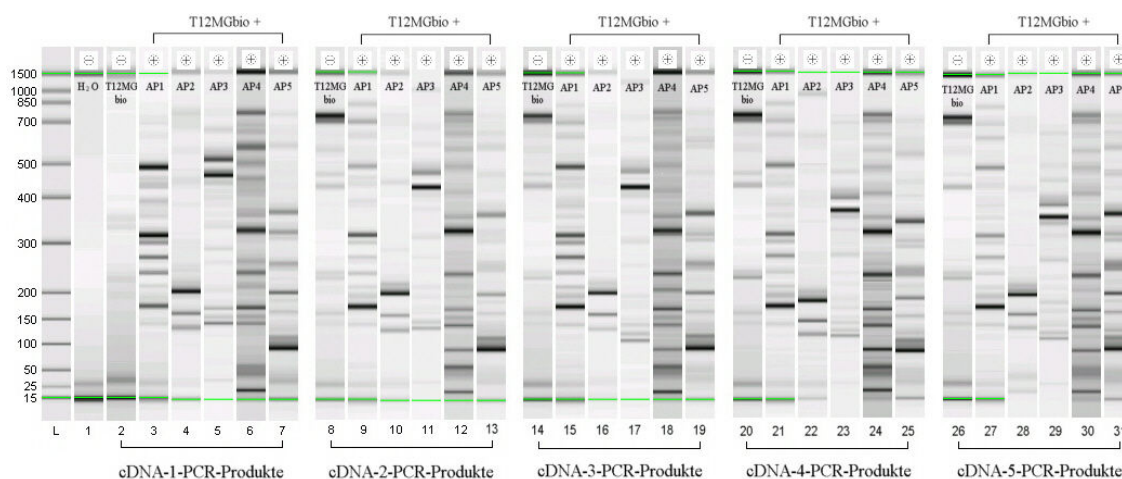 T12MGbio + T12MGbio + T12MGbio + T12MGbio + T12MGbio +
⊖ ⊖ ⊕ ⊕ ⊕ ⊕ ⊕ ⊖ ⊕ ⊕ ⊕ ⊕ ⊕ ⊖ ⊕ ⊕ ⊕ ⊕ ⊕ ⊖ ⊕ ⊕ ⊕ ⊕ ⊕ ⊖ ⊕ ⊕ ⊕ ⊕ ⊕
1500
H₂O T12MG bio AP1 AP2 AP3 AP4 AP5 T12MG bio AP1 AP2 AP3 AP4 AP5 T12MG bio AP1 AP2 AP3 AP4 AP5 T12MG bio AP1 AP2 AP3 AP4 AP5 T12MG bio AP1 AP2 AP3 AP4 AP5
1000
850
700
500
400
300
200
150
100
50
25
15
L 1 2 3 4 5 6 7 8 9 10 11 12 13 14 15 16 17 18 19 20 21 22 23 24 25 26 27 28 29 30 31
cDNA-1-PCR-Produkte cDNA-2-PCR-Produkte cDNA-3-PCR-Produkte cDNA-4-PCR-Produkte cDNA-5-PCR-Produkte